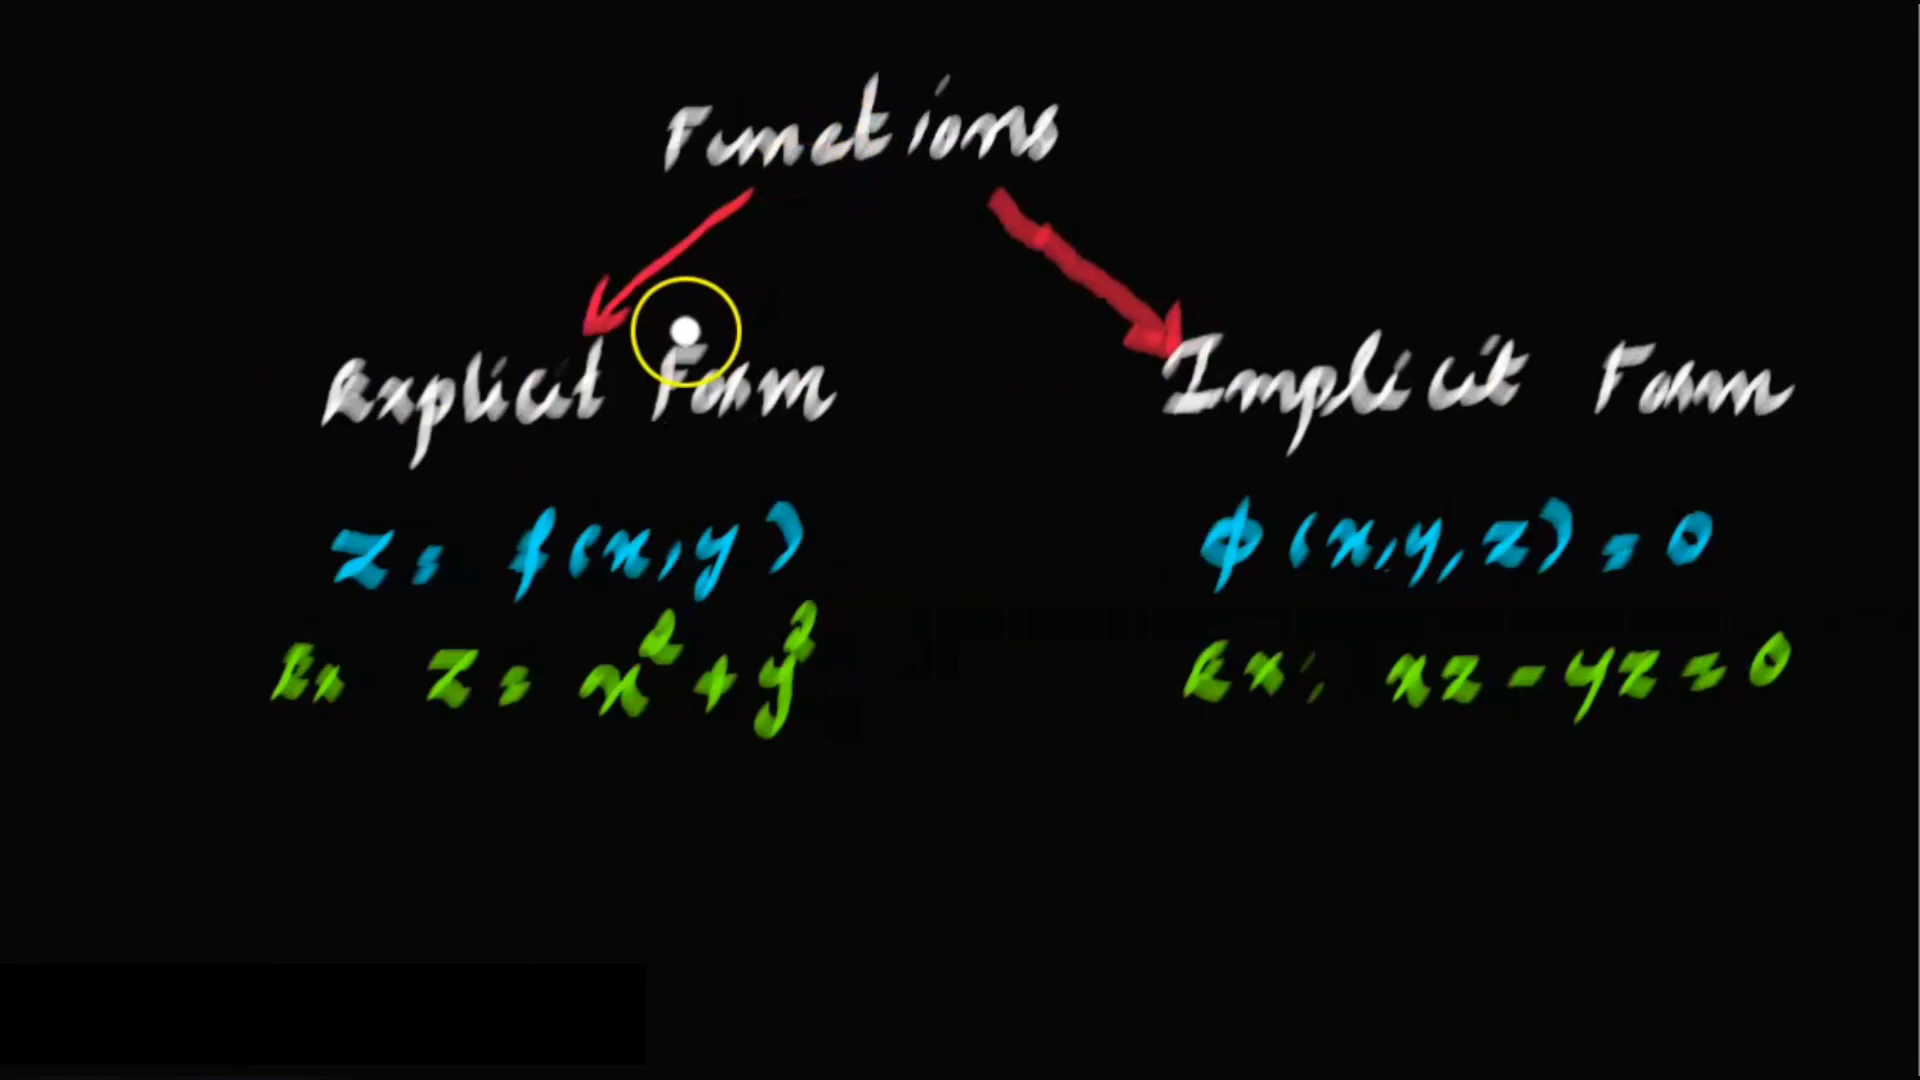 Functions
Explicit Form
Implicit Form
z = f(x,y)
ϕ(x,y,z) = 0
Ex z = x² + y²
Ex: xz - yz = 0